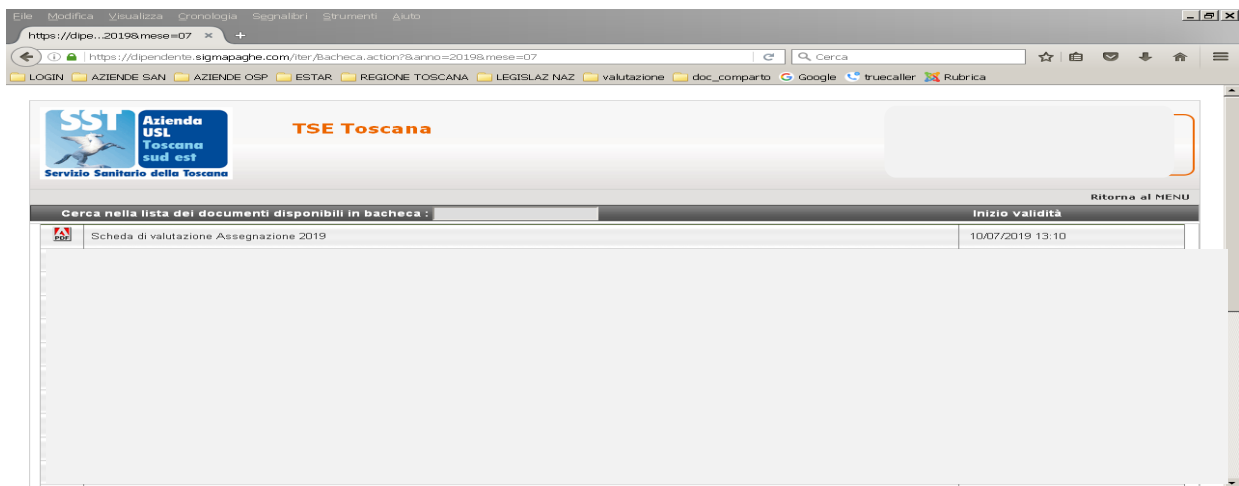 File Modifica Visualizza Cronologia Segnalibri Strumenti Aiuto
https://dipe...2019&mese=07 × +
https://dipendente.sigmapaghe.com/iter/Bacheca.action?&anno=2019&mese=07 Cerca
LOGIN AZIENDE SAN AZIENDE OSP ESTAR REGIONE TOSCANA LEGISLAZ NAZ valutazione doc_comparto Google truecaller Rubrica
SST Azienda USL Toscana sud est
Servizio Sanitario della Toscana
TSE Toscana
Ritorna al MENU
Cerca nella lista dei documenti disponibili in bacheca : Inizio validità
PDF Scheda di valutazione Assegnazione 2019 10/07/2019 13:10